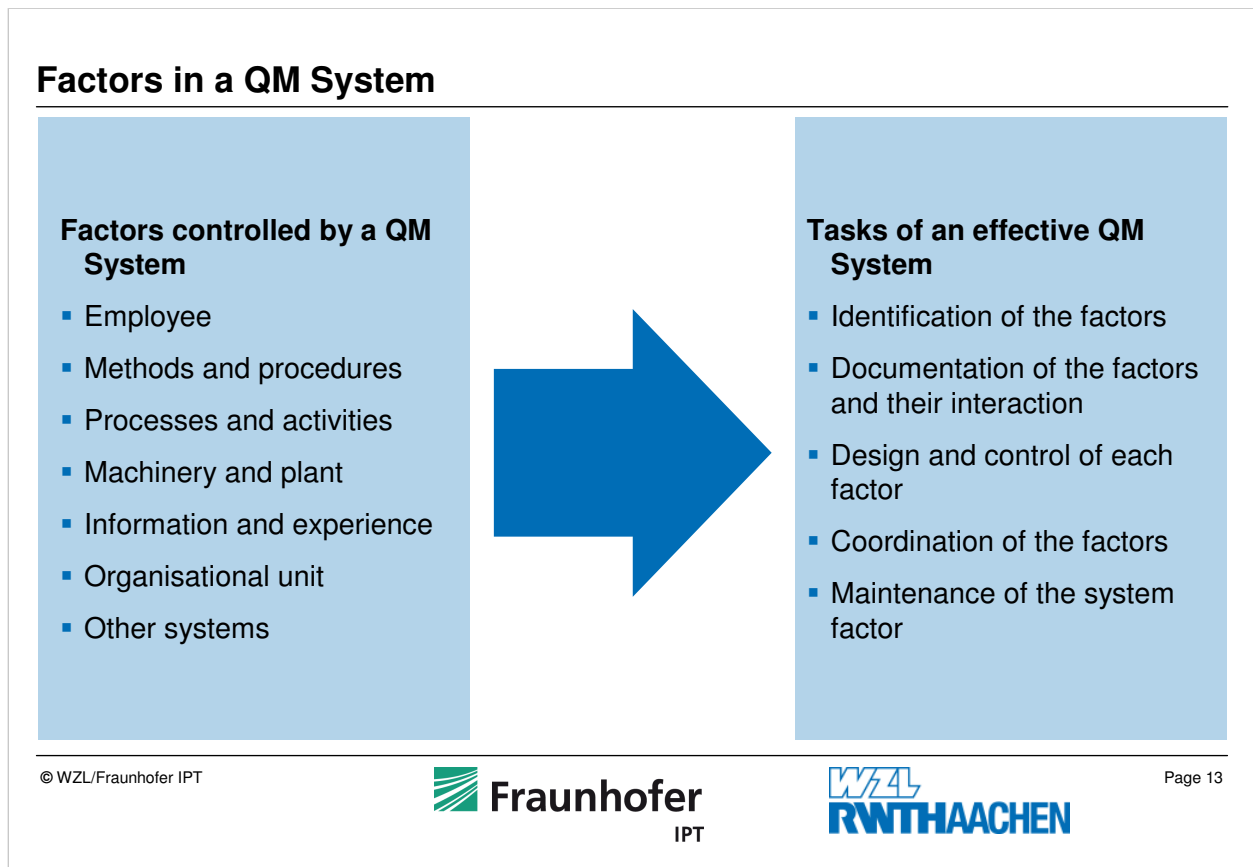 Factors in a QM System
Factors controlled by a QM
System
▪ Employee
▪ Methods and procedures
▪ Processes and activities
▪ Machinery and plant
▪ Information and experience
▪ Organisational unit
▪ Other systems
Tasks of an effective QM
System
▪ Identification of the factors
▪ Documentation of the factors
and their interaction
▪ Design and control of each
factor
▪ Coordination of the factors
▪ Maintenance of the system
factor
© WZL/Fraunhofer IPT
Fraunhofer
IPT
WZL
RWTHAACHEN
Page 13